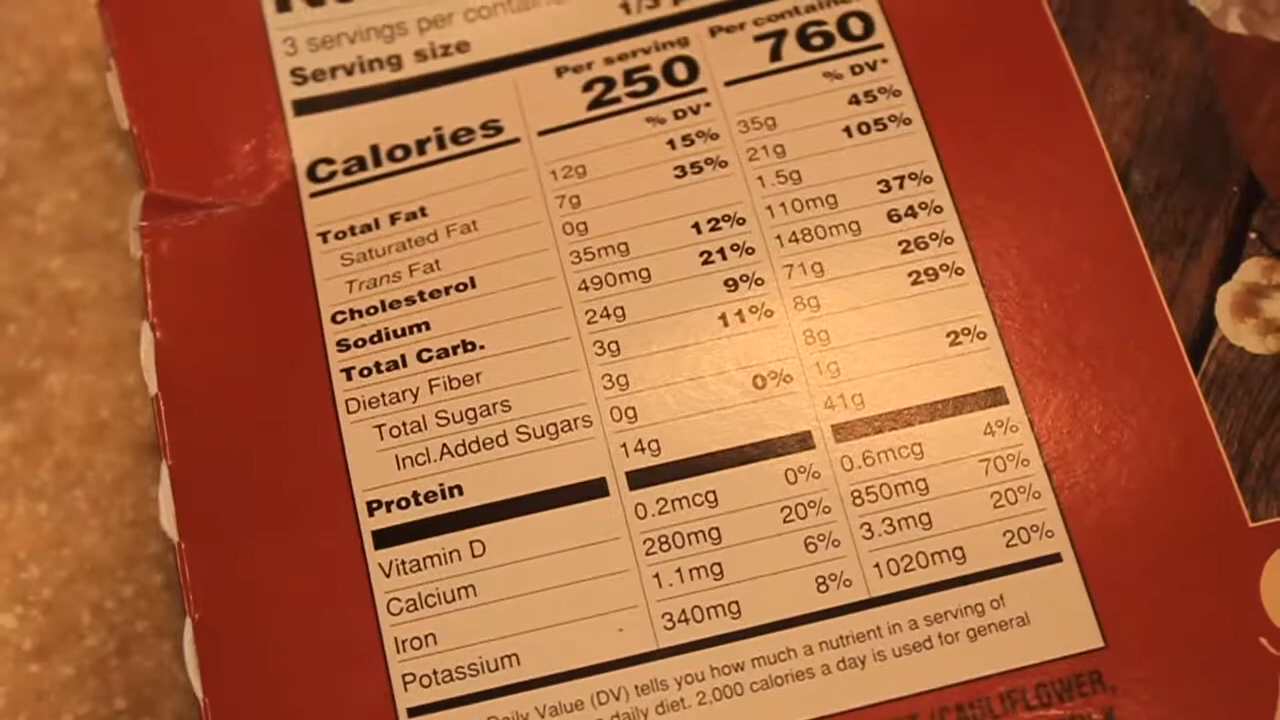 3 servings per
Serving size 1/3
Per serving Per container
Calories 250 760
% DV* % DV*
Total Fat 12g 15% 35g 45%
Saturated Fat 7g 35% 21g 105%
Trans Fat 0g 1.5g
Cholesterol 35mg 12% 110mg 37%
Sodium 490mg 21% 1480mg 64%
Total Carb. 24g 9% 71g 26%
Dietary Fiber 3g 11% 8g 29%
Total Sugars 3g 8g
Incl.Added Sugars 0g 0% 1g 2%
Protein 14g 41g
Vitamin D 0.2mcg 0% 0.6mcg 4%
Calcium 280mg 20% 850mg 70%
Iron 1.1mg 6% 3.3mg 20%
Potassium 340mg 8% 1020mg 20%
Daily Value (DV) tells you how much a nutrient in a serving of
daily diet. 2,000 calories a day is used for general
CAULIFLOWER,